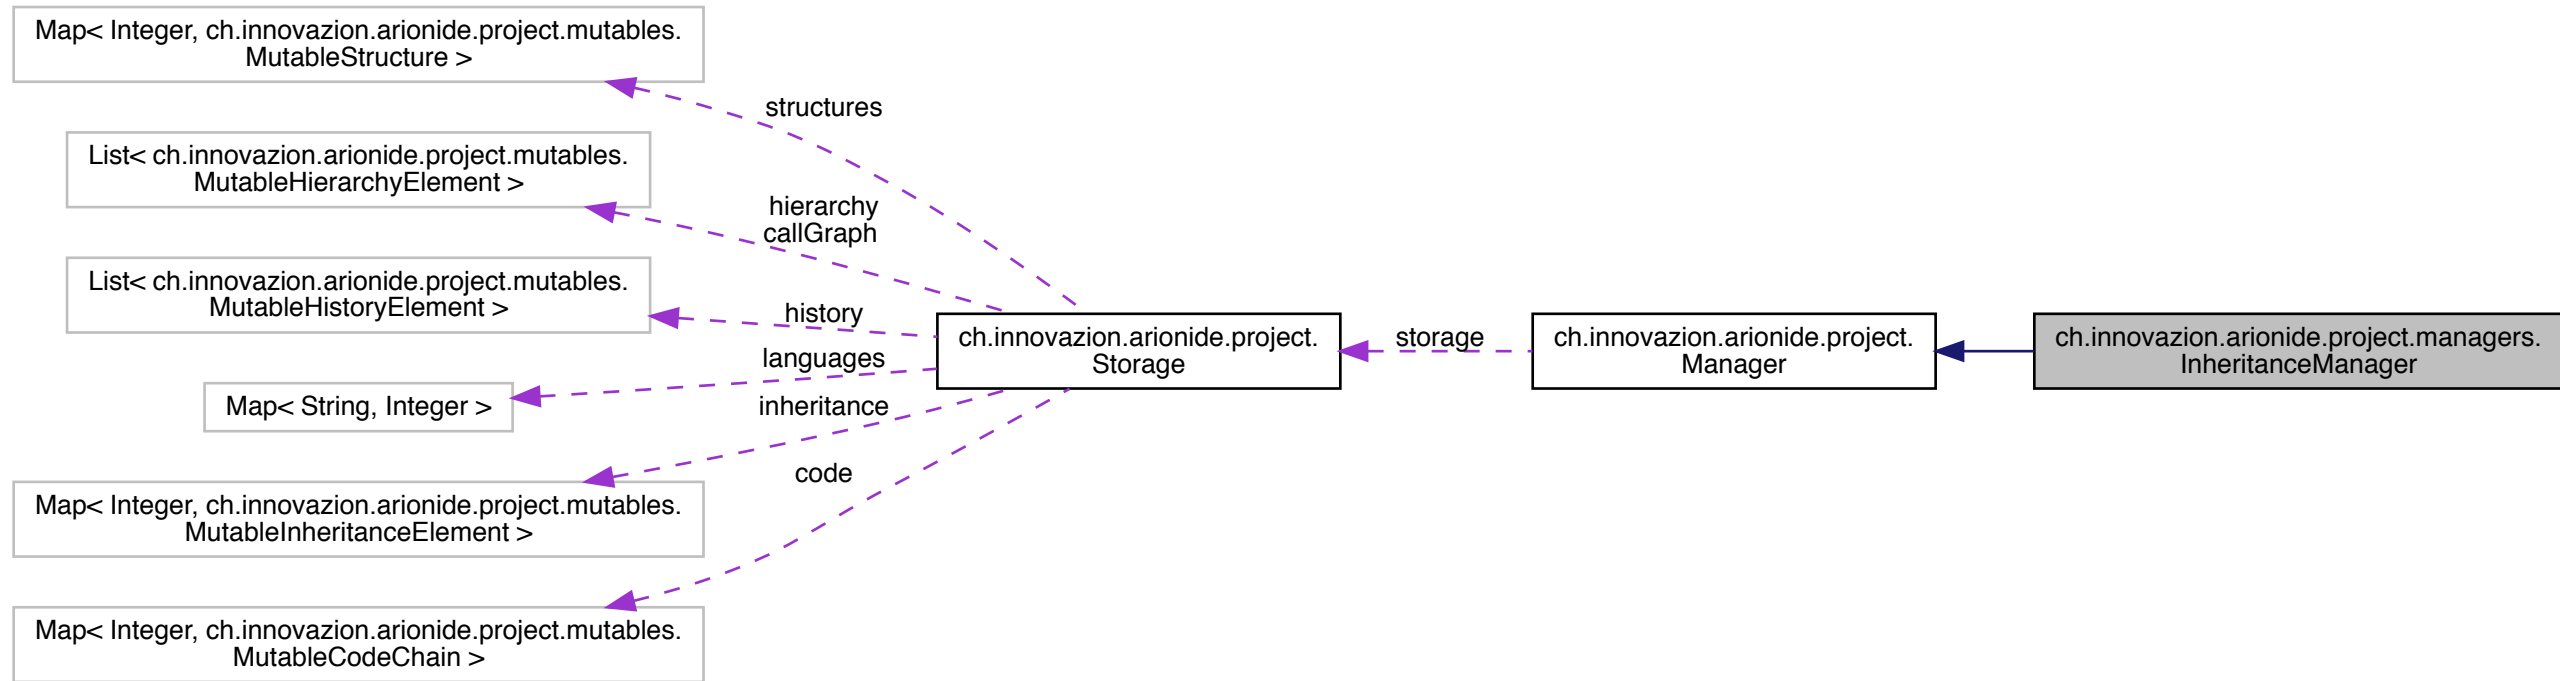 Map< Integer, ch.innovazion.arionide.project.mutables.
MutableStructure >
List< ch.innovazion.arionide.project.mutables.
MutableHierarchyElement >
List< ch.innovazion.arionide.project.mutables.
MutableHistoryElement >
Map< String, Integer >
Map< Integer, ch.innovazion.arionide.project.mutables.
MutableInheritanceElement >
Map< Integer, ch.innovazion.arionide.project.mutables.
MutableCodeChain >
structures
hierarchy
callGraph
history
languages
inheritance
code
ch.innovazion.arionide.project.
Storage
storage
ch.innovazion.arionide.project.
Manager
ch.innovazion.arionide.project.managers.
InheritanceManager